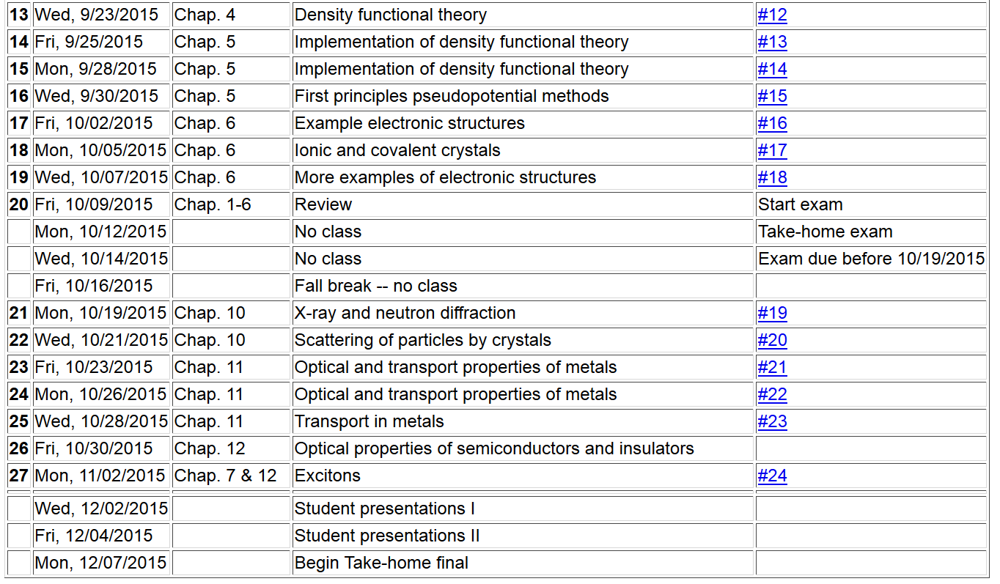 13 Wed, 9/23/2015 Chap. 4 Density functional theory #12
14 Fri, 9/25/2015 Chap. 5 Implementation of density functional theory #13
15 Mon, 9/28/2015 Chap. 5 Implementation of density functional theory #14
16 Wed, 9/30/2015 Chap. 5 First principles pseudopotential methods #15
17 Fri, 10/02/2015 Chap. 6 Example electronic structures #16
18 Mon, 10/05/2015 Chap. 6 Ionic and covalent crystals #17
19 Wed, 10/07/2015 Chap. 6 More examples of electronic structures #18
20 Fri, 10/09/2015 Chap. 1-6 Review Start exam
Mon, 10/12/2015 No class Take-home exam
Wed, 10/14/2015 No class Exam due before 10/19/2015
Fri, 10/16/2015 Fall break -- no class
21 Mon, 10/19/2015 Chap. 10 X-ray and neutron diffraction #19
22 Wed, 10/21/2015 Chap. 10 Scattering of particles by crystals #20
23 Fri, 10/23/2015 Chap. 11 Optical and transport properties of metals #21
24 Mon, 10/26/2015 Chap. 11 Optical and transport properties of metals #22
25 Wed, 10/28/2015 Chap. 11 Transport in metals #23
26 Fri, 10/30/2015 Chap. 12 Optical properties of semiconductors and insulators
27 Mon, 11/02/2015 Chap. 7 & 12 Excitons #24
Wed, 12/02/2015 Student presentations I
Fri, 12/04/2015 Student presentations II
Mon, 12/07/2015 Begin Take-home final